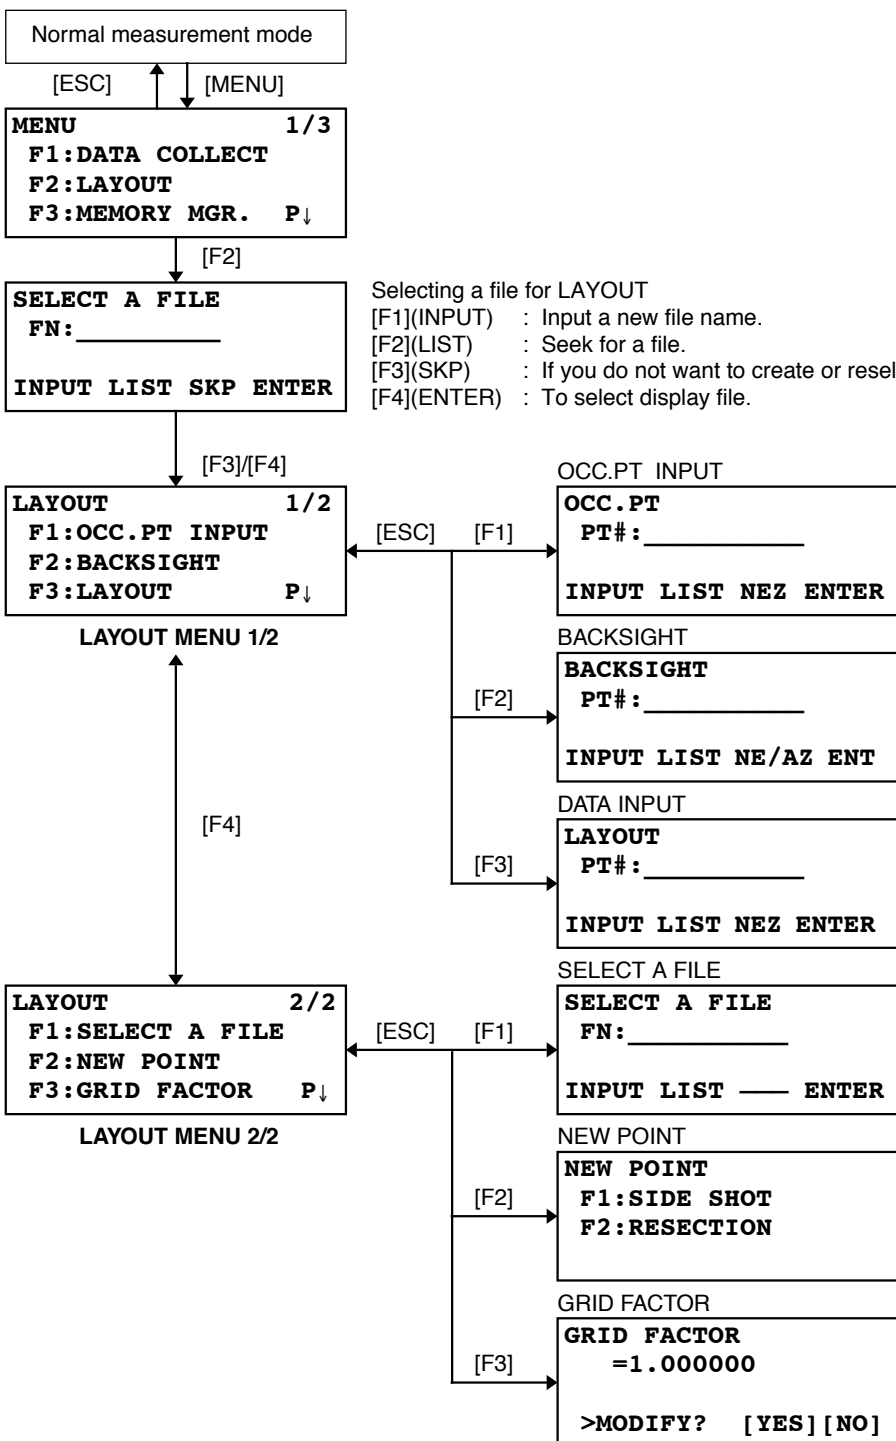 Normal measurement mode
[ESC] [MENU]
MENU 1/3
F1:DATA COLLECT
F2:LAYOUT
F3:MEMORY MGR. P↓
[F2]
SELECT A FILE
FN:_________
INPUT LIST SKP ENTER
Selecting a file for LAYOUT
[F1](INPUT) : Input a new file name.
[F2](LIST) : Seek for a file.
[F3](SKP) : If you do not want to create or resel
[F4](ENTER) : To select display file.
[F3]/[F4]
LAYOUT 1/2
F1:OCC.PT INPUT
F2:BACKSIGHT
F3:LAYOUT P↓
LAYOUT MENU 1/2
[ESC] [F1]
OCC.PT INPUT
OCC.PT
PT#:__________
INPUT LIST NEZ ENTER
[F2]
BACKSIGHT
BACKSIGHT
PT#:__________
INPUT LIST NE/AZ ENT
[F3]
DATA INPUT
LAYOUT
PT#:__________
INPUT LIST NEZ ENTER
[F4]
LAYOUT 2/2
F1:SELECT A FILE
F2:NEW POINT
F3:GRID FACTOR P↓
LAYOUT MENU 2/2
[ESC] [F1]
SELECT A FILE
SELECT A FILE
FN:__________
INPUT LIST ––– ENTER
[F2]
NEW POINT
NEW POINT
F1:SIDE SHOT
F2:RESECTION
[F3]
GRID FACTOR
GRID FACTOR
=1.000000
>MODIFY? [YES][NO]